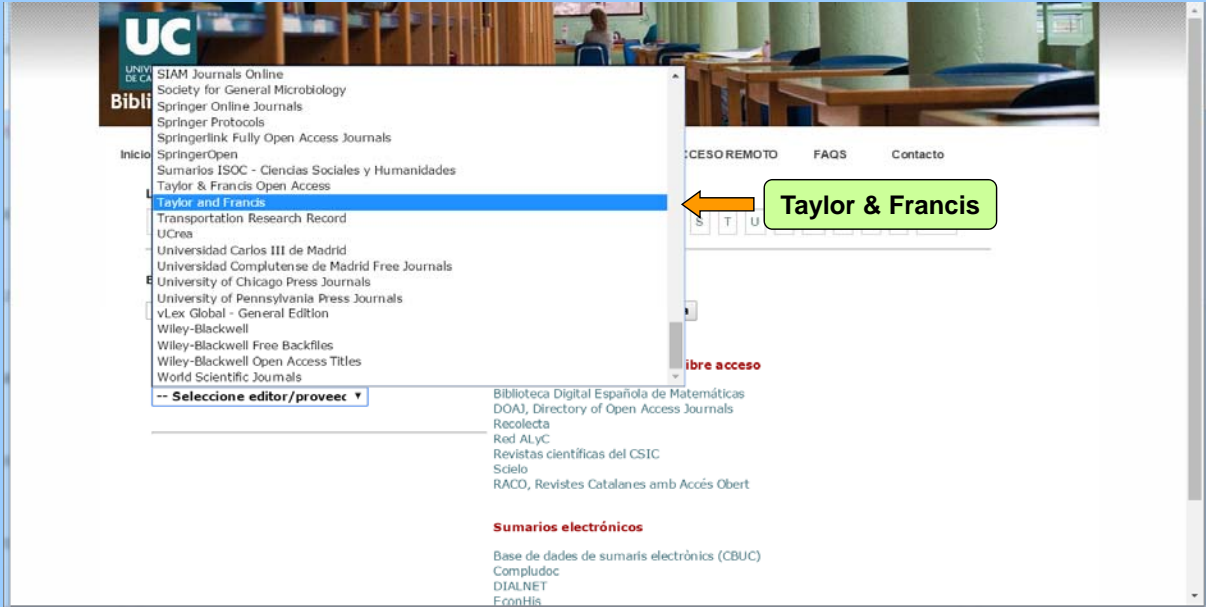 UC
UNIV
DE CA
Bibli
Inicio
CCESO REMOTO
FAQS
Contacto
SIAM Journals Online
Society for General Microbiology
Springer Online Journals
Springer Protocols
Springerlink Fully Open Access Journals
SpringerOpen
Sumarios ISOC - Ciencias Sociales y Humanidades
Taylor & Francis Open Access
Taylor and Francis
Transportation Research Record
UCrea
Universidad Carlos III de Madrid
Universidad Complutense de Madrid Free Journals
University of Chicago Press Journals
University of Pennsylvania Press Journals
vLex Global - General Edition
Wiley-Blackwell
Wiley-Blackwell Free Backfiles
Wiley-Blackwell Open Access Titles
World Scientific Journals
Taylor & Francis
S T U
-- Seleccione editor/proveec
ibre acceso
Biblioteca Digital Española de Matemáticas
DOAJ, Directory of Open Access Journals
Recolecta
Red ALyC
Revistas científicas del CSIC
Scielo
RACO, Revistes Catalanes amb Accés Obert
Sumarios electrónicos
Base de dades de sumaris electrònics (CBUC)
Compludoc
DIALNET
EconHis